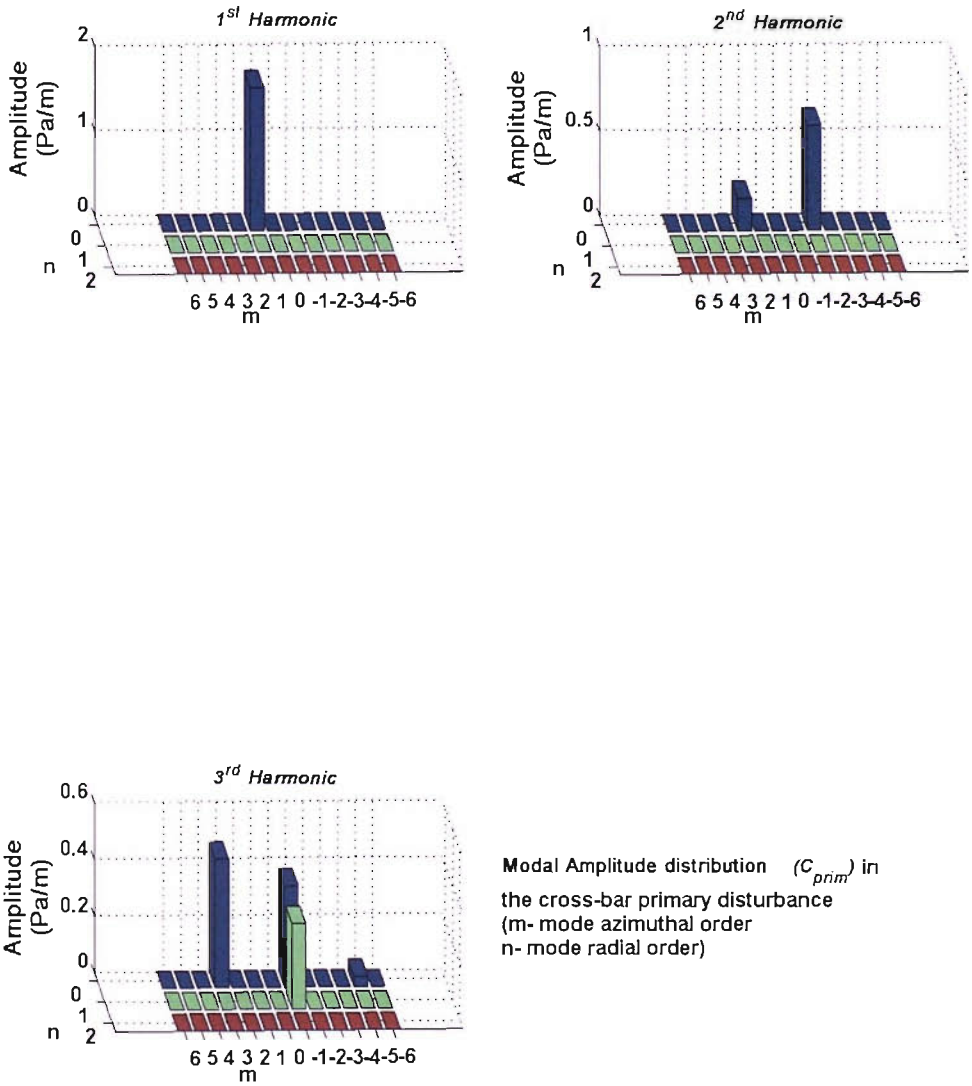 1st Harmonic
2
1
0
Amplitude
(Pa/m)
0
1
2
n
6 5 4 3 2 1 0 -1 -2 -3 -4 -5 -6
m
2nd Harmonic
1
0.5
0
Amplitude
(Pa/m)
0
1
2
n
6 5 4 3 2 1 0 -1 -2 -3 -4 -5 -6
m
3rd Harmonic
0.6
0.4
0.2
0
Amplitude
(Pa/m)
0
1
2
n
6 5 4 3 2 1 0 -1 -2 -3 -4 -5 -6
m
Modal Amplitude distribution (Cprim) in
the cross-bar primary disturbance
(m- mode azimuthal order
n- mode radial order)